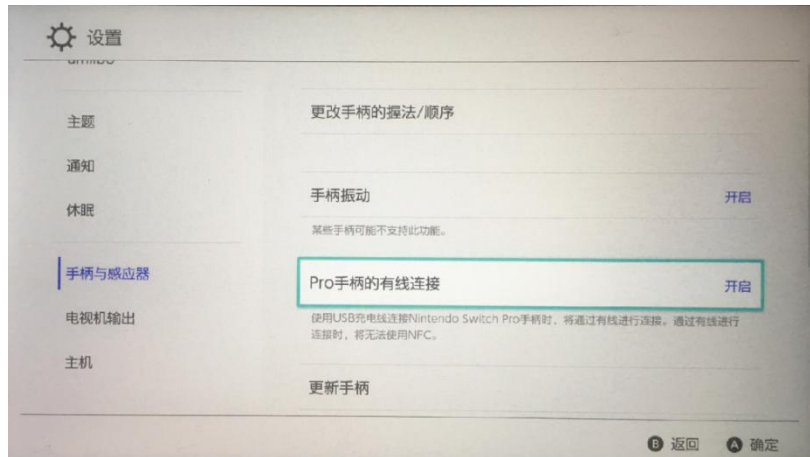 设置
amiibo
更改手柄的握法/顺序
主题
通知
手柄振动 开启
休眠
某些手柄可能不支持此功能。
手柄与感应器
Pro手柄的有线连接 开启
电视机输出
使用USB充电线连接Nintendo Switch Pro手柄时，将通过有线进行连接。通过有线进行
连接时，将无法使用NFC。
主机
更新手柄
B 返回 A 确定